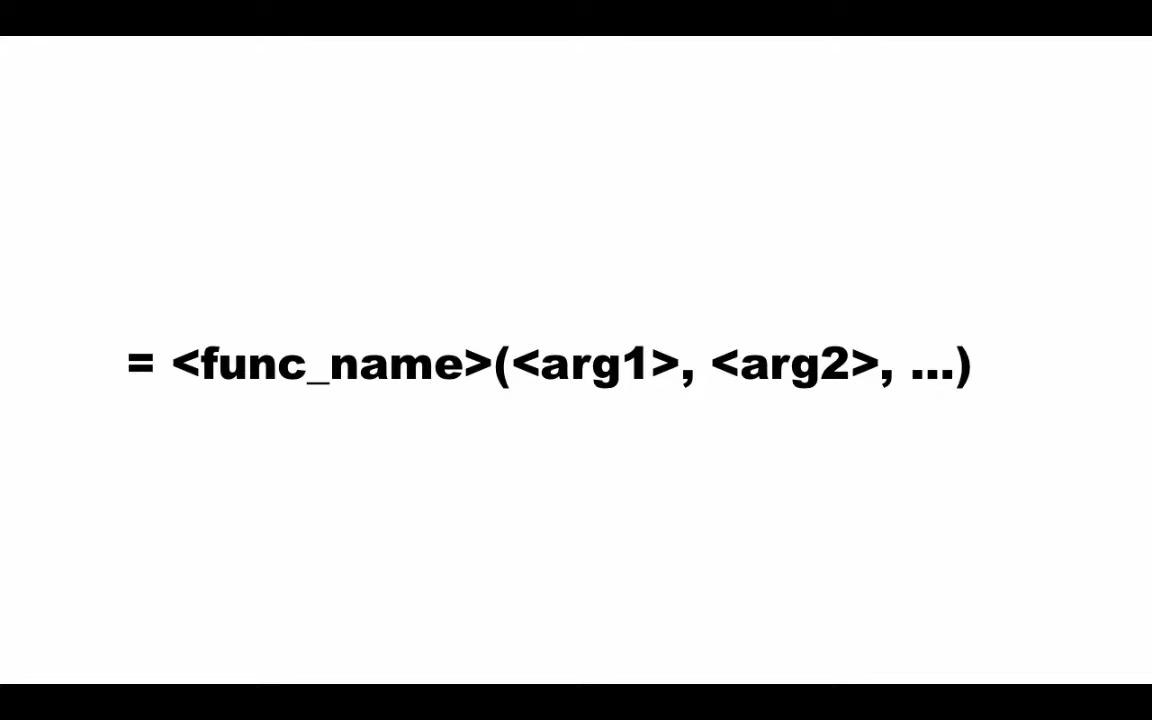 = <func_name>(<arg1>, <arg2>, ...)